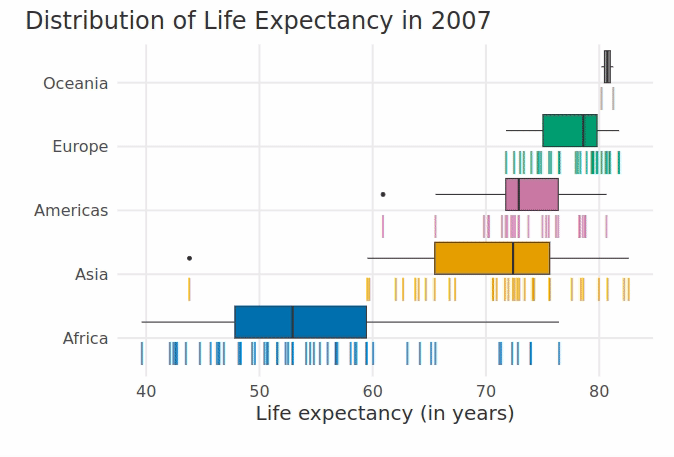 Distribution of Life Expectancy in 2007
Oceania
Europe
Americas
Asia
Africa
40 50 60 70 80
Life expectancy (in years)